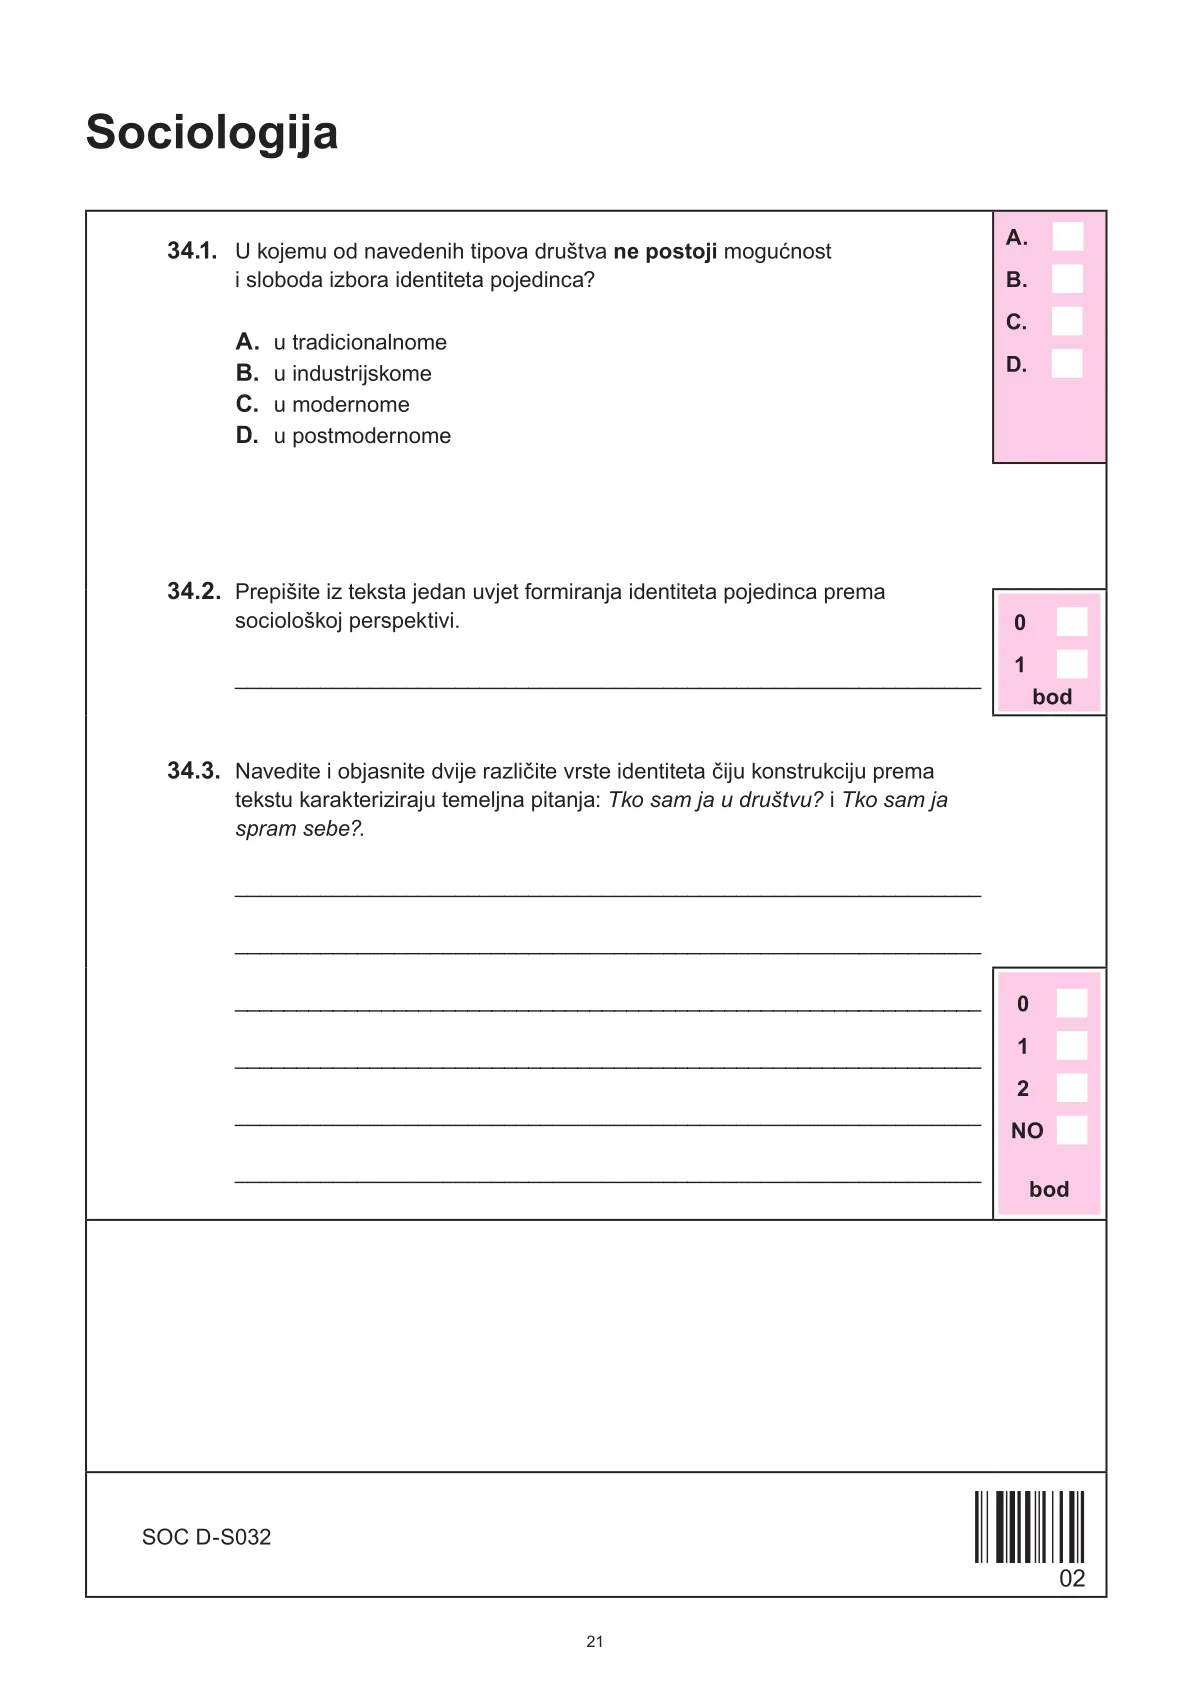 Sociologija
34.1. U kojemu od navedenih tipova društva ne postoji mogućnost
i sloboda izbora identiteta pojedinca?
A. u tradicionalnome
B. u industrijskome
C. u modernome
D. u postmodernome
A.
B.
C.
D.
34.2. Prepišite iz teksta jedan uvjet formiranja identiteta pojedinca prema
sociološkoj perspektivi.
0
1
bod
34.3. Navedite i objasnite dvije različite vrste identiteta čiju konstrukciju prema
tekstu karakteriziraju temeljna pitanja: Tko sam ja u društvu? i Tko sam ja
spram sebe?.
0
1
2
NO
bod
SOC D-S032
02
21